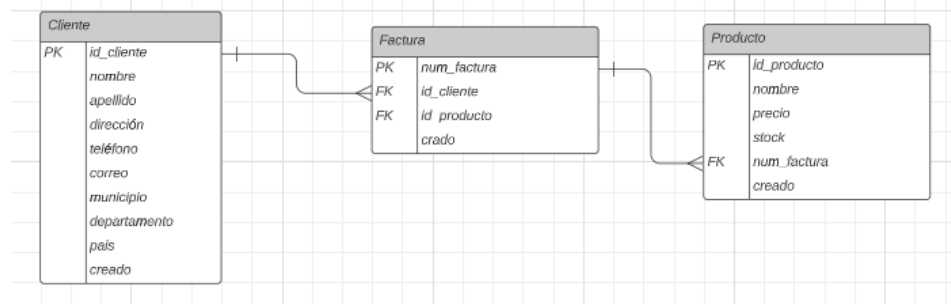 Cliente
PK id_cliente
nombre
apellido
dirección
teléfono
correo
municipio
departamento
pais
creado
Factura
PK num_factura
FK id_cliente
FK id_producto
crado
Producto
PK id_producto
nombre
precio
stock
FK num_factura
creado